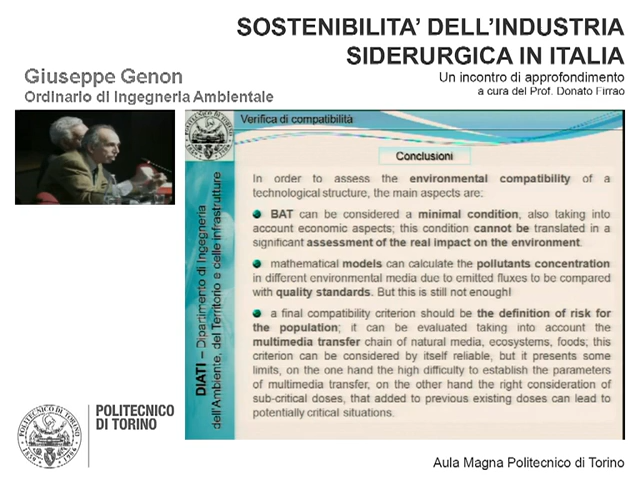 SOSTENIBILITA' DELL'INDUSTRIA
SIDERURGICA IN ITALIA
Un incontro di approfondimento
a cura del Prof. Donato Firrao
Giuseppe Genon
Ordinario di Ingegneria Ambientale
Verifica di compatibilità
Conclusioni
In order to assess the environmental compatibility of a
technological structure, the main aspects are:
BAT can be considered a minimal condition, also taking into
account economic aspects; this condition cannot be translated in a
significant assessment of the real impact on the environment.
mathematical models can calculate the pollutants concentration
in different environmental media due to emitted fluxes to be compared
with quality standards. But this is still not enough!
a final compatibility criterion should be the definition of risk for
the population; it can be evaluated taking into account the
multimedia transfer chain of natural media, ecosystems, foods; this
criterion can be considered by itself reliable, but it presents some
limits, on the one hand the high difficulty to establish the parameters
of multimedia transfer, on the other hand the right consideration of
sub-critical doses, that added to previous existing doses can lead to
potentially critical situations.
DIATI – Dipartimento di Ingegneria
dell'Ambiente, del Territorio e delle infrastrutture
POLITECNICO
DI TORINO
Aula Magna Politecnico di Torino